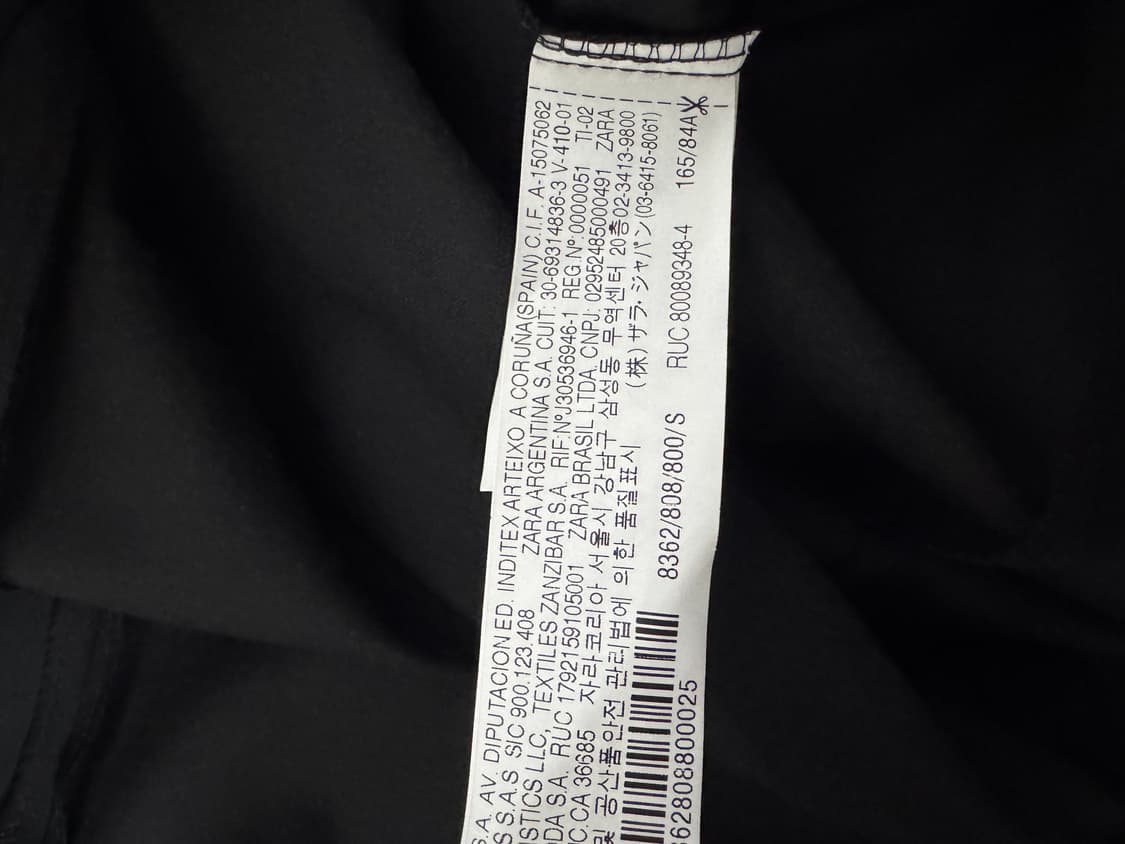 S.A. AV. DIPUTACION ED. INDITEX ARTEIXO A CORUÑA(SPAIN) C.I.F. A-15075062
S S.A.S SIC 900.123.408 ZARA ARGENTINA S.A. CUIT: 30-69314836-3 V-410-01
ISTICS LLC, TEXTILES ZANZIBAR S.A. RIF:NºJ30536946-1 REG.Nº:0000051 TI-02
DA S.A. RUC 1792159105001 ZARA BRASIL LTDA. CNPJ: 02952485000491 ZARA
C.CA 36685 자라코리아 서울시 강남구 삼성동 무역센터 20층02-3413-9800
및 공산품안전 관리법에 의한 품질표시 (株) ザラ・ジャパン(03-6415-8061)
8362/808/800/S RUC 80089348-4 165/84A
362808800025